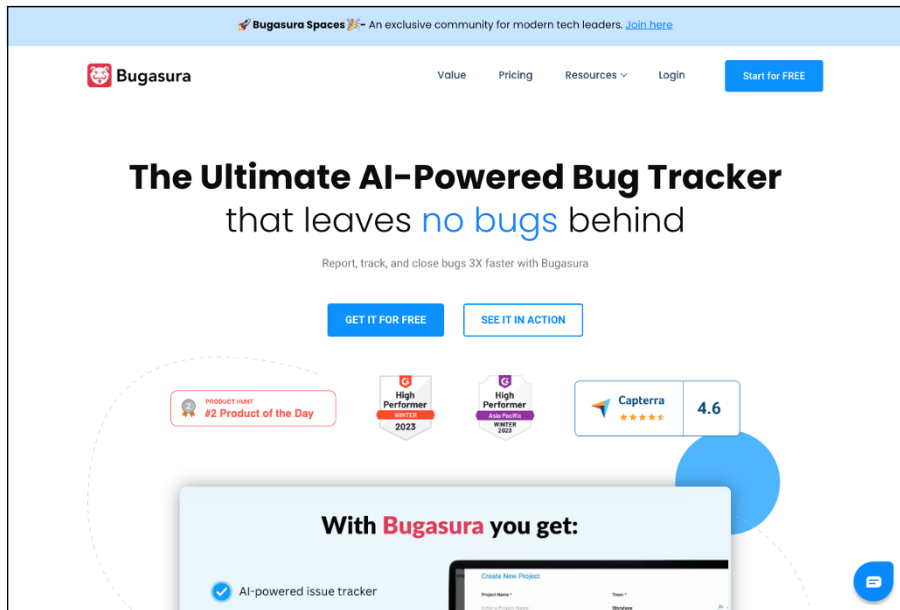 🚀 Bugasura Spaces 🎉- An exclusive community for modern tech leaders. Join here
Bugasura
Value Pricing Resources Login Start for FREE
The Ultimate AI-Powered Bug Tracker
that leaves no bugs behind
Report, track, and close bugs 3X faster with Bugasura
GET IT FOR FREE SEE IT IN ACTION
PRODUCT HUNT
#2 Product of the Day
High
Performer
WINTER
2023
High
Performer
Asia Pacific
WINTER
2023
Capterra
4.6
With Bugasura you get:
AI-powered issue tracker
Create New Project
Project Name * Team *
Enter a Project Name